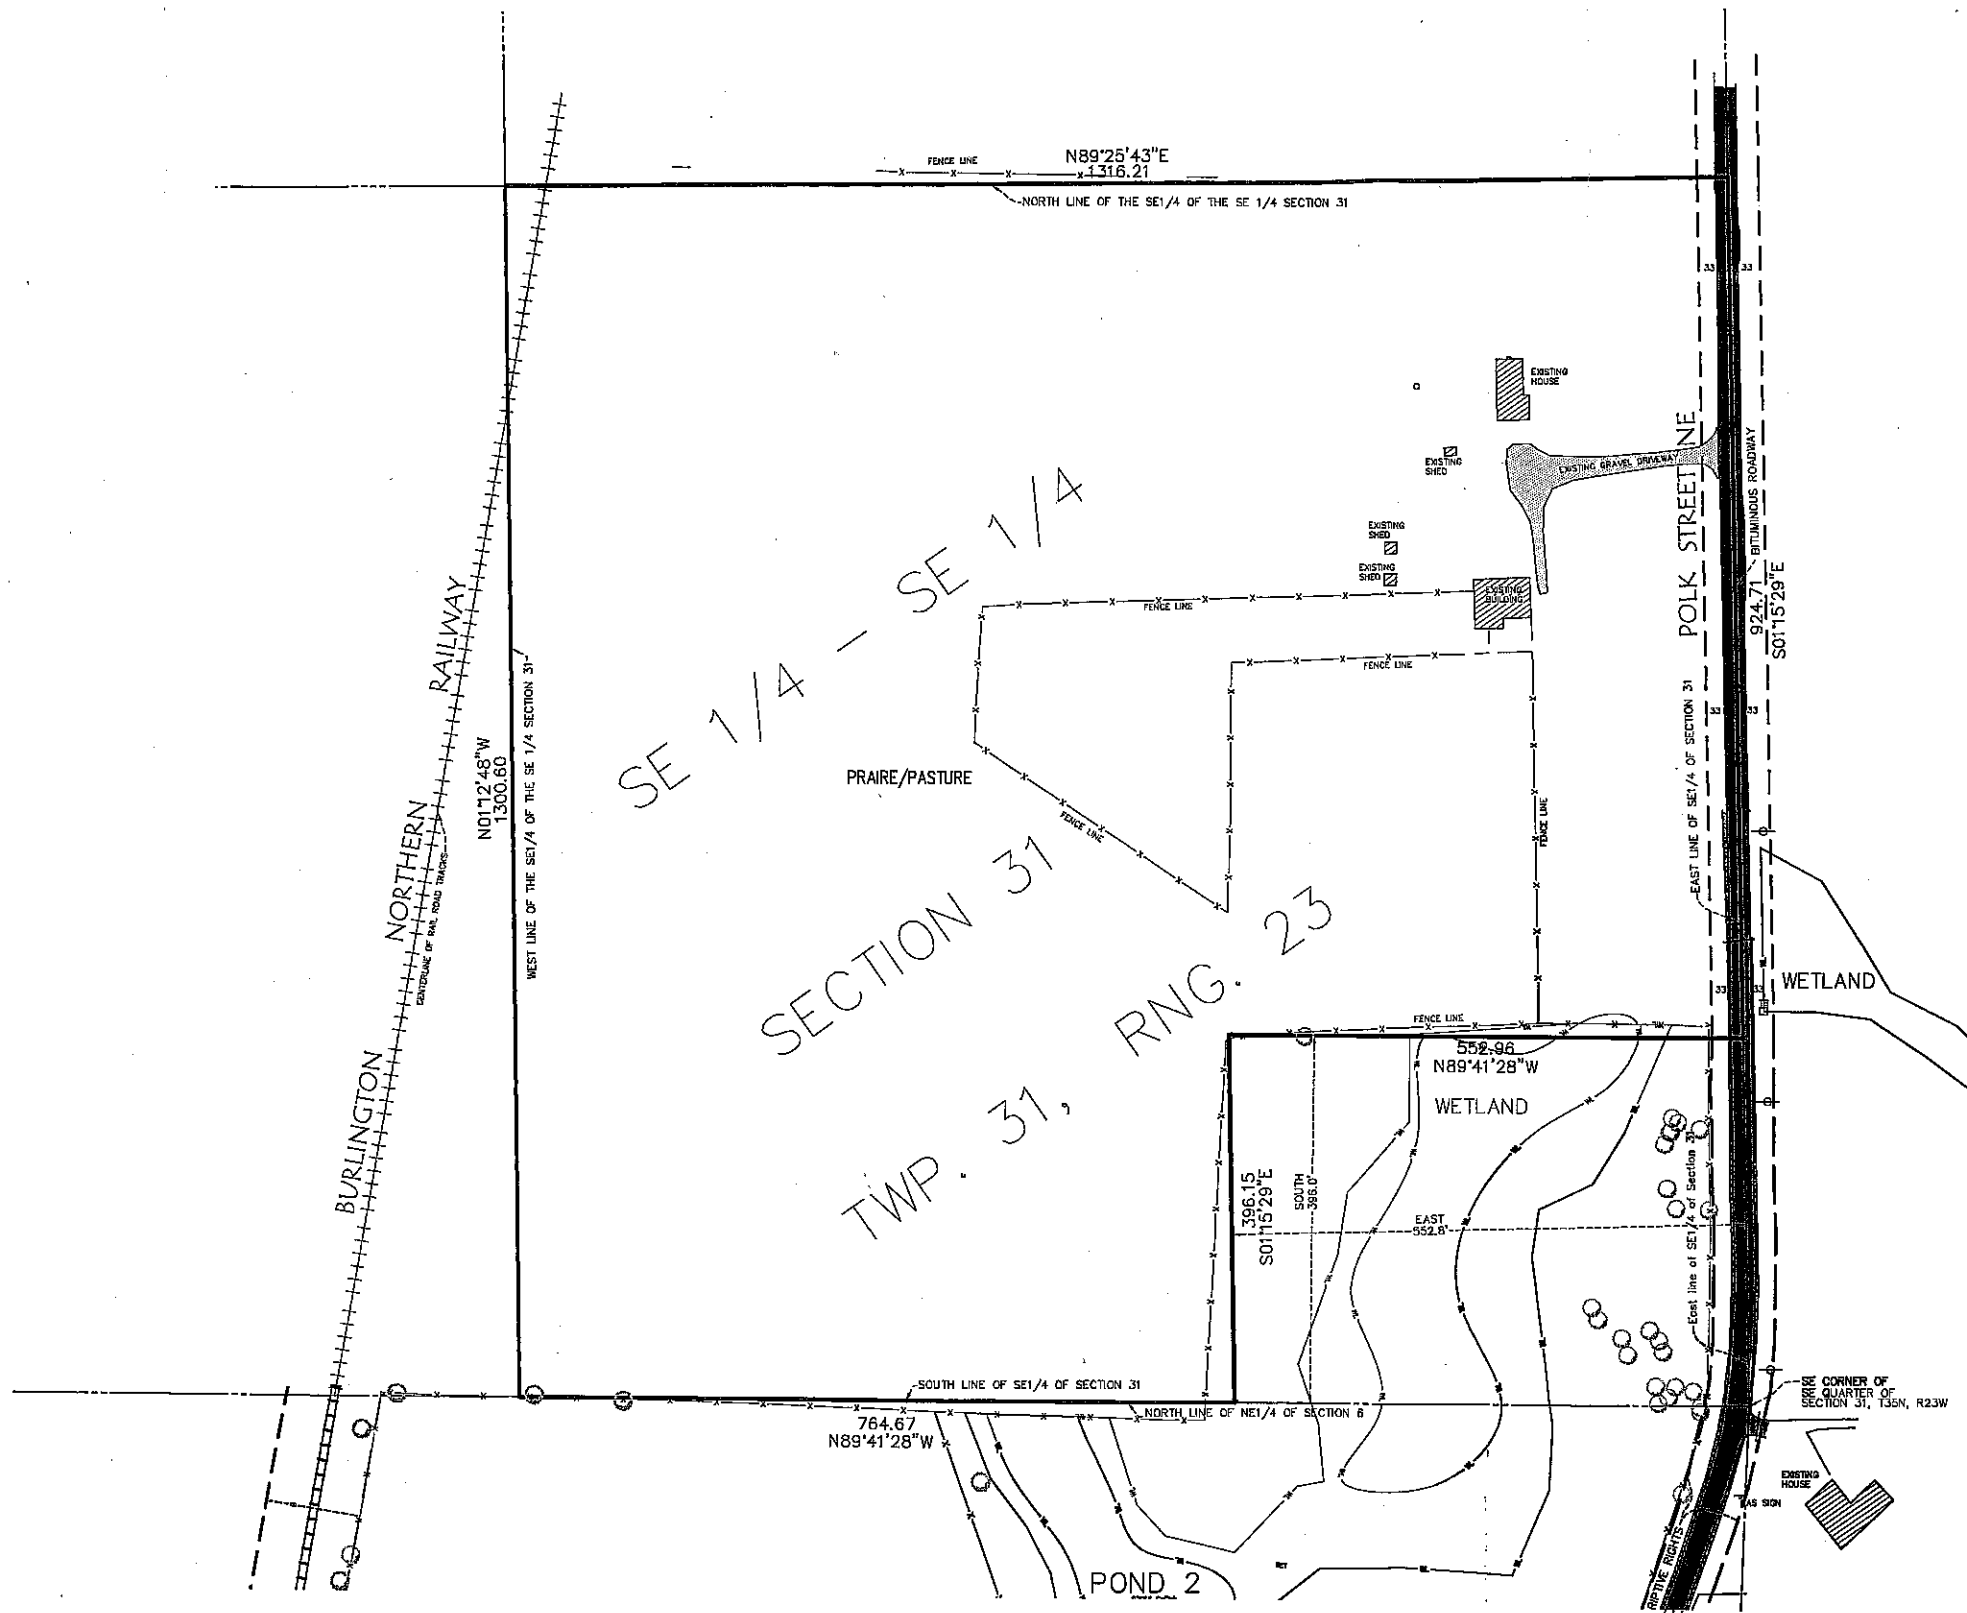 FENCE LINE
N89°25'43"E
1316.21
NORTH LINE OF THE SE1/4 OF THE SE 1/4 SECTION 31
33
33
EXISTING
HOUSE
EXISTING
SHED
EXISTING GRAVEL DRIVEWAY
POLK STREET NE
BITUMINOUS ROADWAY
924.71
S01°15'29"E
EXISTING
SHED
EXISTING
SHED
EXISTING
BUILDING
FENCE LINE
FENCE LINE
SE 1/4 - SE 1/4
BURLINGTON NORTHERN RAILWAY
CENTERLINE OF RAIL ROAD TRACKS
N01°12'48"W
1300.60
WEST LINE OF THE SE1/4 OF THE SE 1/4 SECTION 31
PRAIRE/PASTURE
FENCE LINE
FENCE LINE
EAST LINE OF SE1/4 OF SECTION 31
33
33
SECTION 31
TWP. 31, RNG. 23
WETLAND
33
33
FENCE LINE
552.96
N89°41'28"W
WETLAND
396.15
S01°15'29"E
SOUTH
396.0'
EAST
552.8'
East line of SE1/4 of Section 31
SOUTH LINE OF SE1/4 OF SECTION 31
NORTH LINE OF NE1/4 OF SECTION 6
764.67
N89°41'28"W
SE CORNER OF
SE QUARTER OF
SECTION 31, T35N, R23W
EXISTING
HOUSE
GAS SIGN
RIPTIVE RIGHTS
POND 2